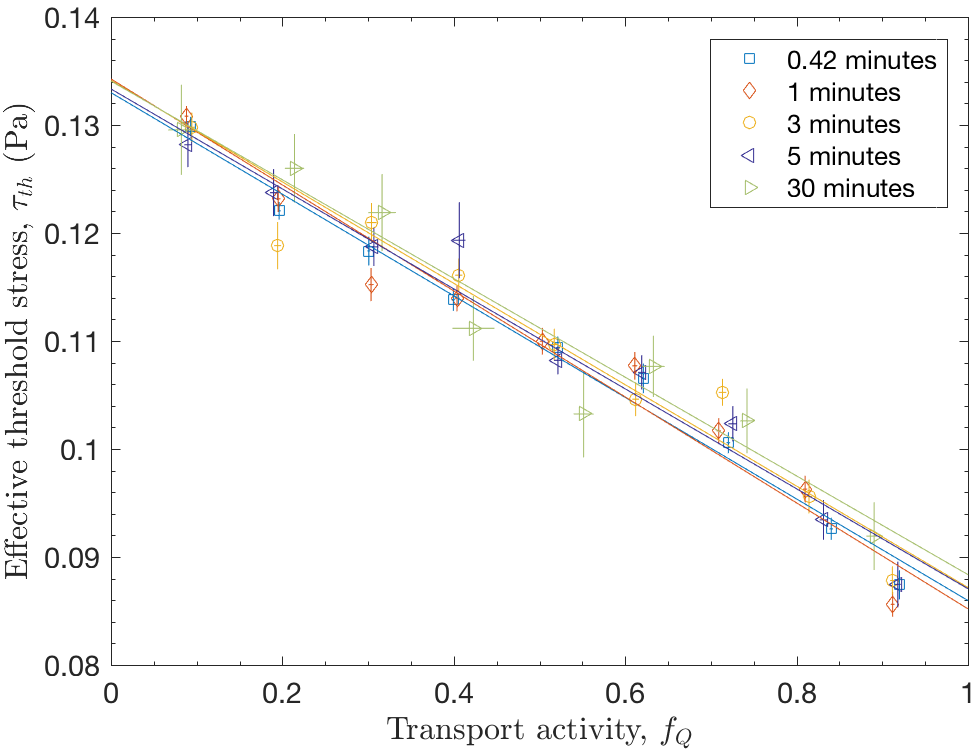 0.14
0.13
0.12
0.11
0.1
0.09
0.08
Effective threshold stress, τ_th (Pa)
0.42 minutes
1 minutes
3 minutes
5 minutes
30 minutes
0 0.2 0.4 0.6 0.8 1
Transport activity, f_Q